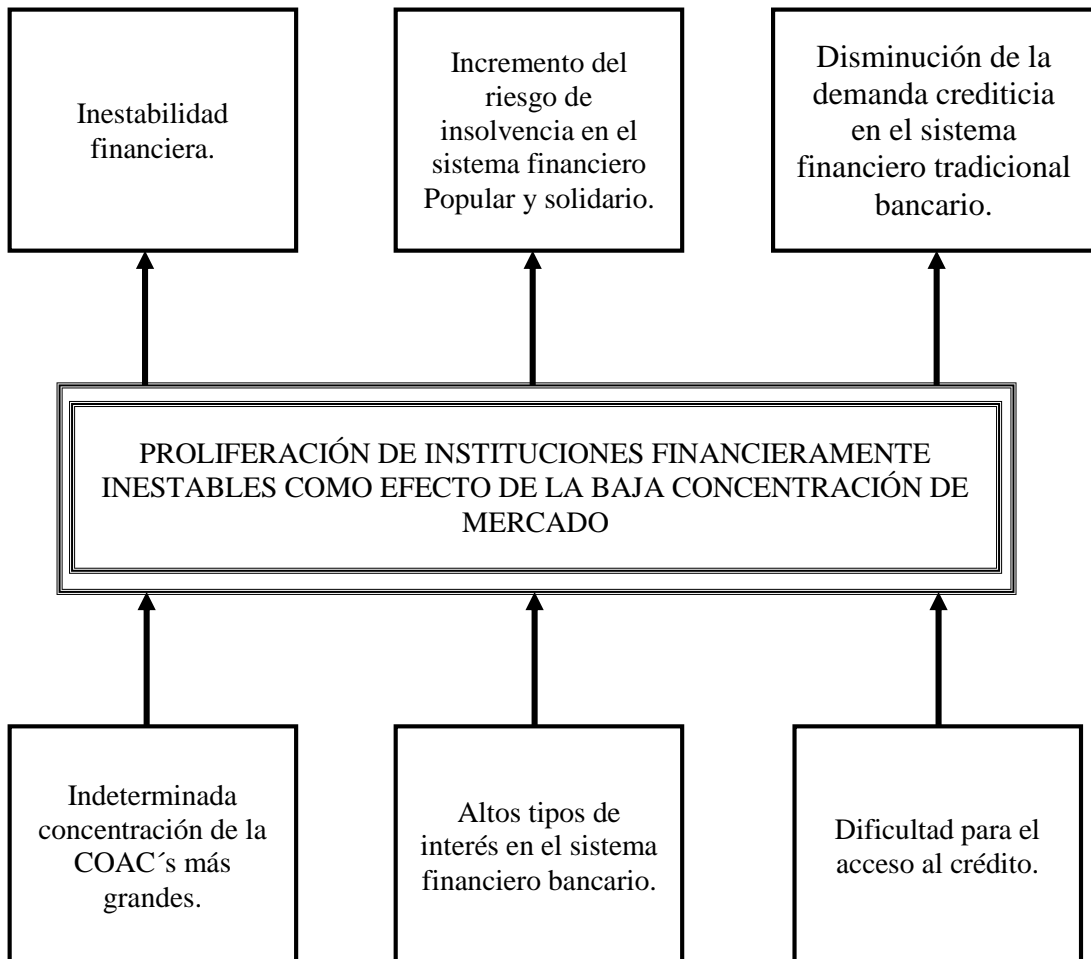 Inestabilidad
financiera.
Incremento del
riesgo de
insolvencia en el
sistema financiero
Popular y solidario.
Disminución de la
demanda crediticia
en el sistema
financiero tradicional
bancario.
PROLIFERACIÓN DE INSTITUCIONES FINANCIERAMENTE
INESTABLES COMO EFECTO DE LA BAJA CONCENTRACIÓN DE
MERCADO
Indeterminada
concentración de la
COAC´s más
grandes.
Altos tipos de
interés en el sistema
financiero bancario.
Dificultad para el
acceso al crédito.